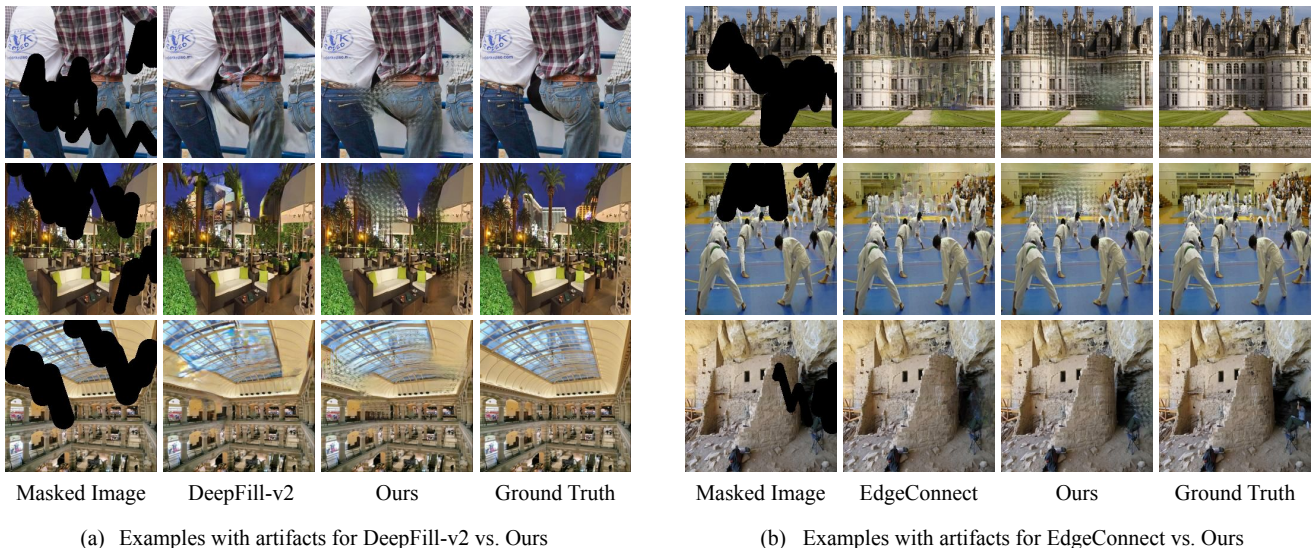 Masked Image DeepFill-v2 Ours Ground Truth
(a) Examples with artifacts for DeepFill-v2 vs. Ours
Masked Image EdgeConnect Ours Ground Truth
(b) Examples with artifacts for EdgeConnect vs. Ours